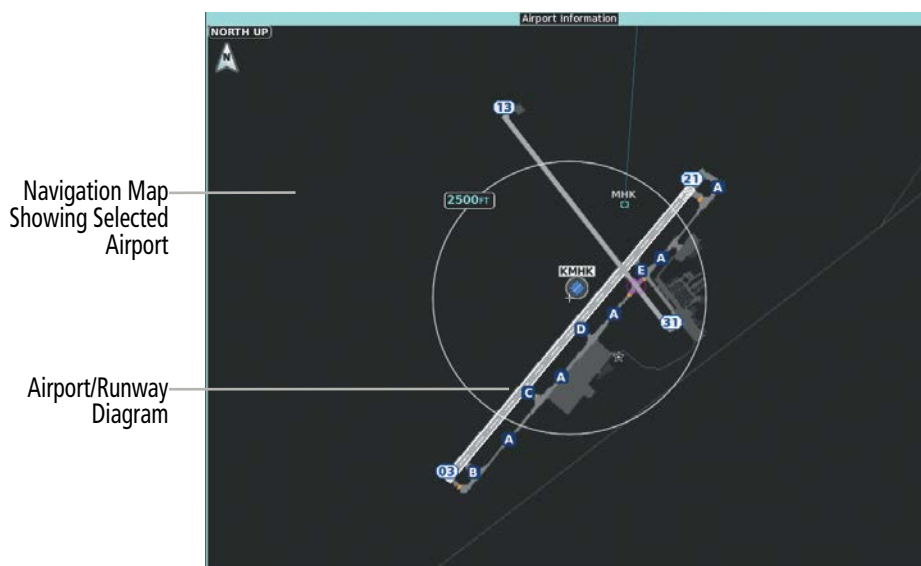 Airport Information
NORTH UP
N
13
21
A
MHK
2500FT
Navigation Map
Showing Selected
Airport
A
E
KMHK
A
31
D
Airport/Runway
Diagram
A
C
A
03
B